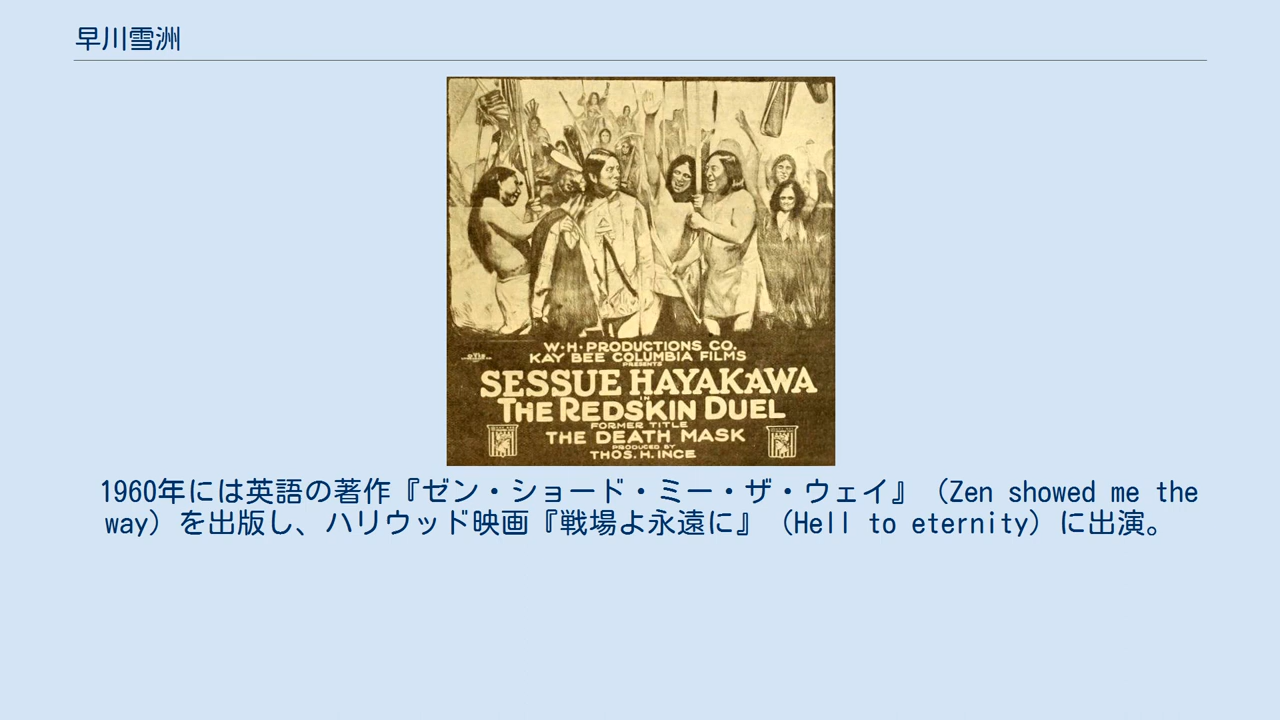 早川雪洲
W·H·PRODUCTIONS CO.
KAY BEE COLUMBIA FILMS
PRESENTS
SESSUE HAYAKAWA
IN
THE REDSKIN DUEL
FORMER TITLE
THE DEATH MASK
PRODUCED BY
THOS. H. INCE
1960年には英語の著作『ゼン・ショード・ミー・ザ・ウェイ』（Zen showed me the
way）を出版し、ハリウッド映画『戦場よ永遠に』（Hell to eternity）に出演。